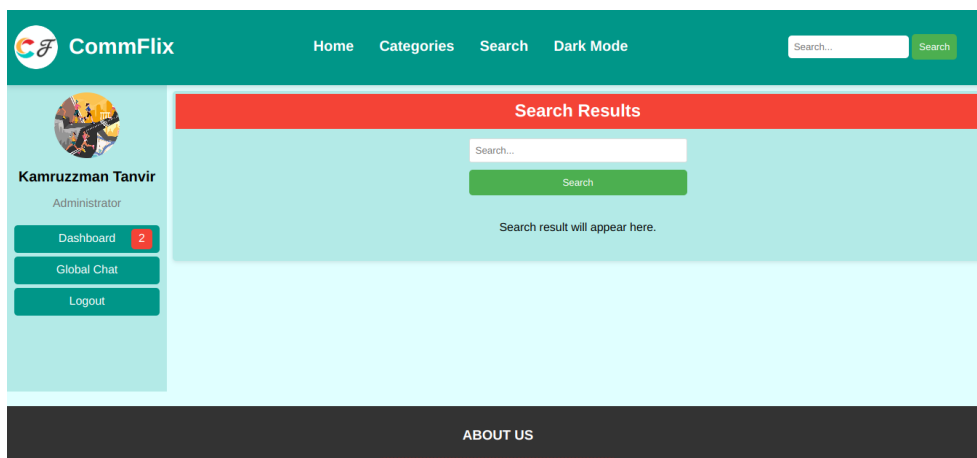 CF CommFlix
Home Categories Search Dark Mode
Search... Search
Kamruzzman Tanvir
Administrator
Dashboard 2
Global Chat
Logout
Search Results
Search...
Search
Search result will appear here.
ABOUT US